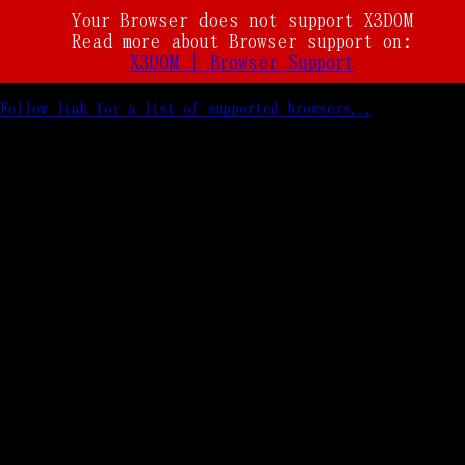 Your Browser does not support X3DOM
Read more about Browser support on:
X3DOM | Browser Support
Follow link for a list of supported browsers...